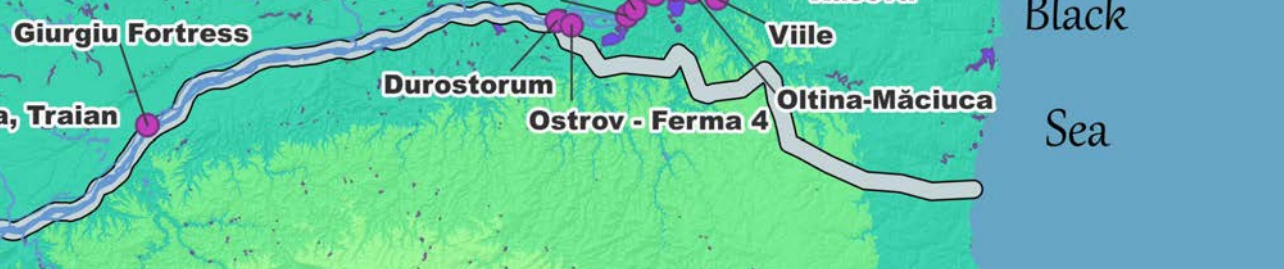 Black
Giurgiu Fortress
Viile
Durostorum
Oltina-Măciuca
a, Traian
Ostrov - Ferma 4
Sea